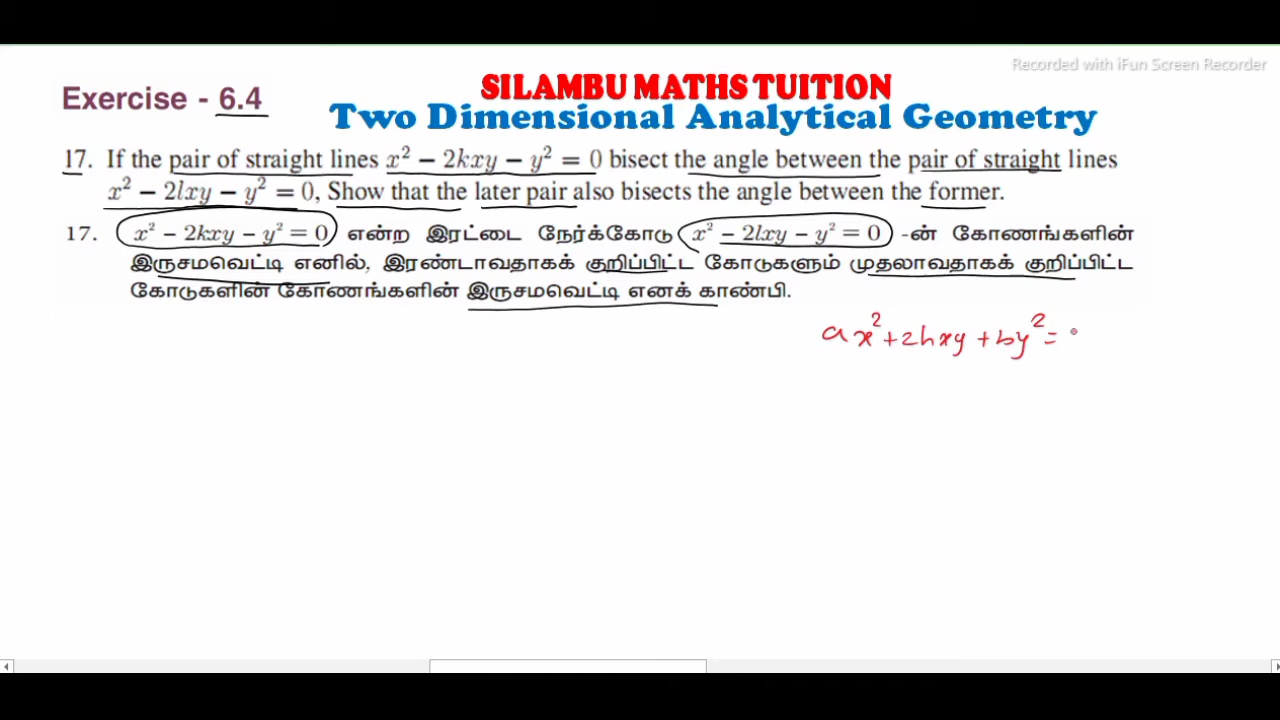 Recorded with iFun Screen Recorder
SILAMBU MATHS TUITION
Exercise - 6.4
Two Dimensional Analytical Geometry
17. If the pair of straight lines x² − 2kxy − y² = 0 bisect the angle between the pair of straight lines
x² − 2lxy − y² = 0, Show that the later pair also bisects the angle between the former.
17. x² − 2kxy − y² = 0 என்ற இரட்டை நேர்க்கோடு x² − 2lxy − y² = 0 -ன் கோணங்களின்
இருசமவெட்டி எனில், இரண்டாவதாகக் குறிப்பிட்ட கோடுகளும் முதலாவதாகக் குறிப்பிட்ட
கோடுகளின் கோணங்களின் இருசமவெட்டி எனக் காண்பி.
ax² + 2hxy + by² =